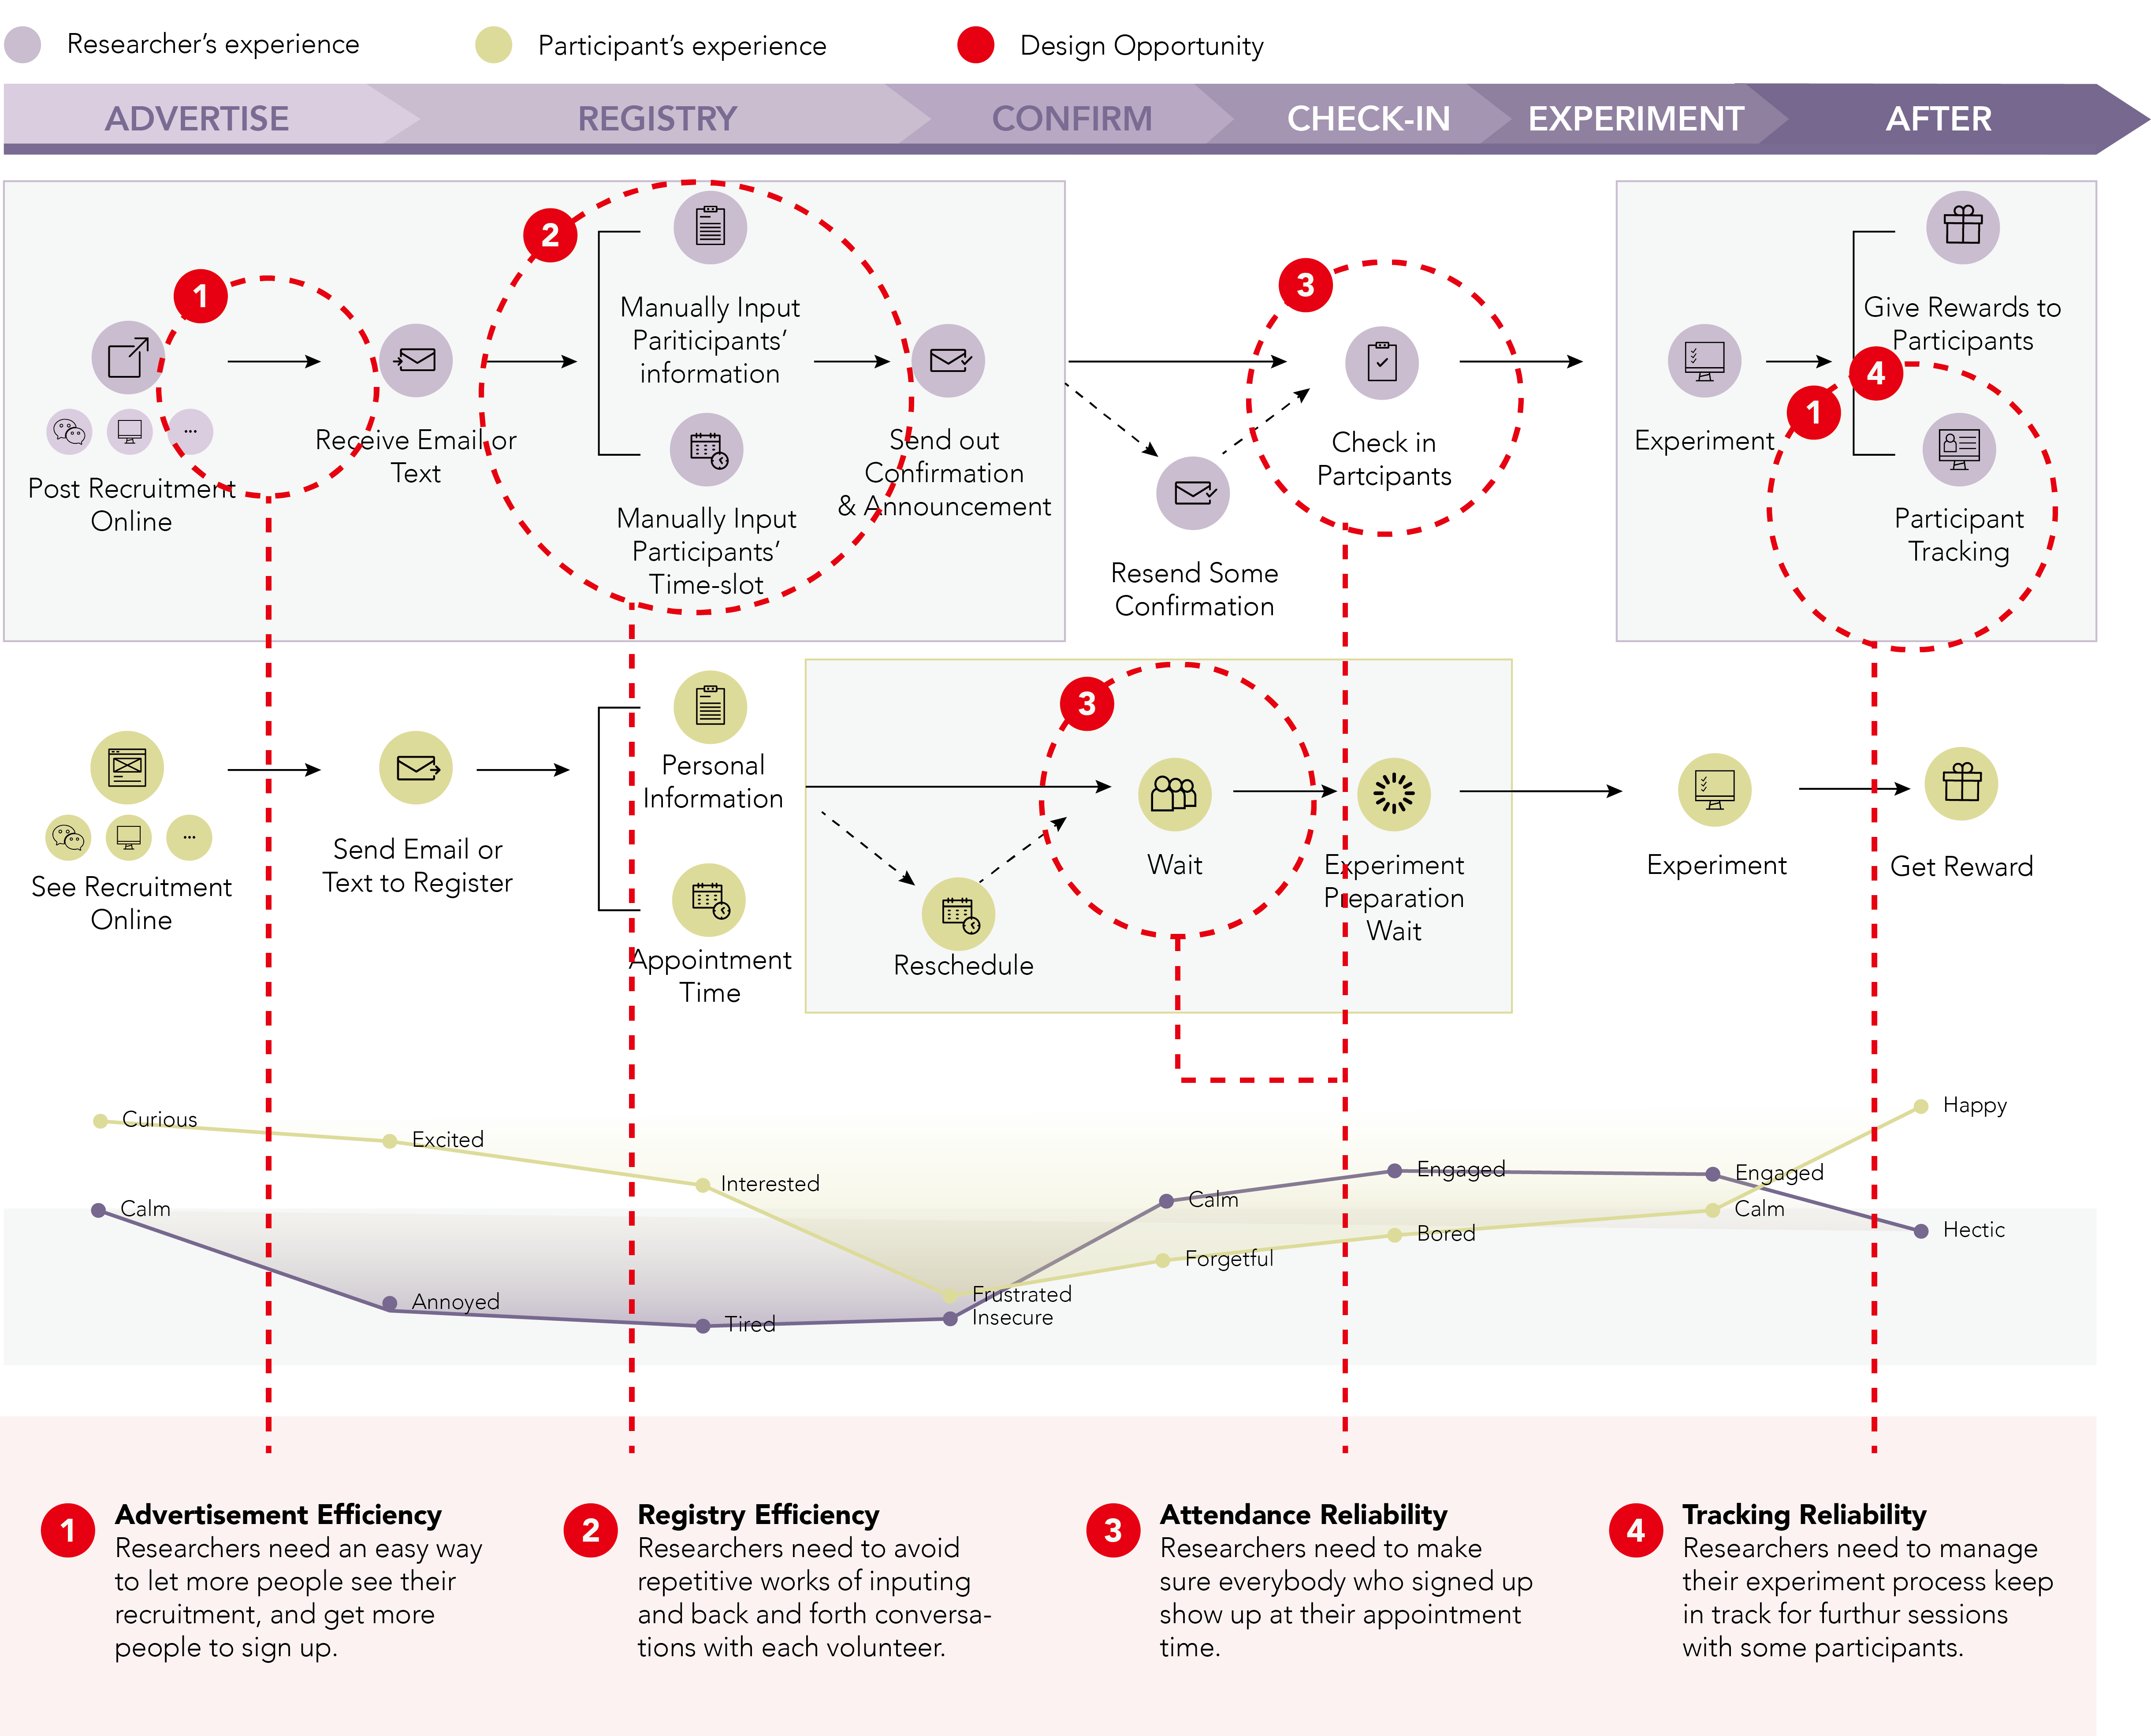 Researcher's experience
Participant's experience
Design Opportunity
ADVERTISE
REGISTRY
CONFIRM
CHECK-IN
EXPERIMENT
AFTER
1
Post Recruitment
Online
Receive Email or
Text
2
Manually Input
Pariticipants'
information
Manually Input
Participants'
Time-slot
Send out
Confirmation
& Announcement
Resend Some
Confirmation
3
Check in
Partcipants
Experiment
Give Rewards to
Participants
1
4
Participant
Tracking
See Recruitment
Online
Send Email or
Text to Register
Personal
Information
Appointment
Time
Reschedule
3
Wait
Experiment
Preparation
Wait
Experiment
Get Reward
Curious
Excited
Interested
Frustrated
Forgetful
Bored
Calm
Happy
Calm
Annoyed
Tired
Insecure
Calm
Engaged
Engaged
Hectic
1
Advertisement Efficiency
Researchers need an easy way
to let more people see their
recruitment, and get more
people to sign up.
2
Registry Efficiency
Researchers need to avoid
repetitive works of inputing
and back and forth conversa-
tions with each volunteer.
3
Attendance Reliability
Researchers need to make
sure everybody who signed up
show up at their appointment
time.
4
Tracking Reliability
Researchers need to manage
their experiment process keep
in track for furthur sessions
with some participants.